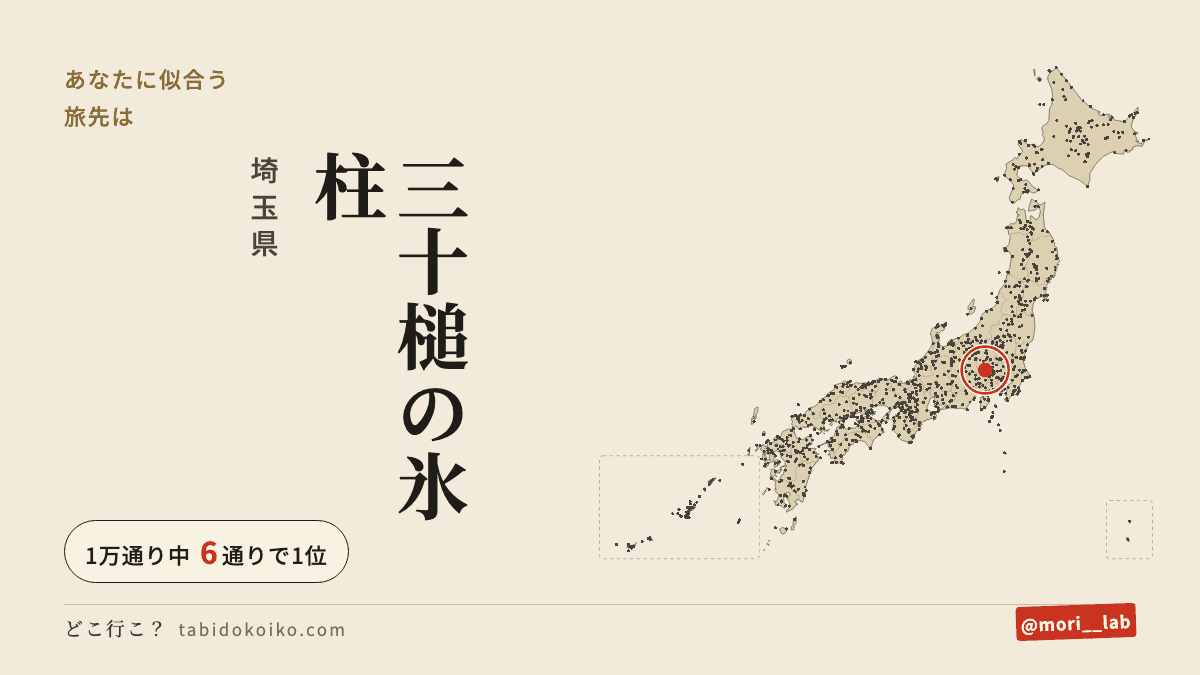 あなたに似合う
旅先は
三十槌の氷
柱
埼玉県
1万通り中 6通りで1位
どこ行こ？ tabidokoiko.com
@mori__lab